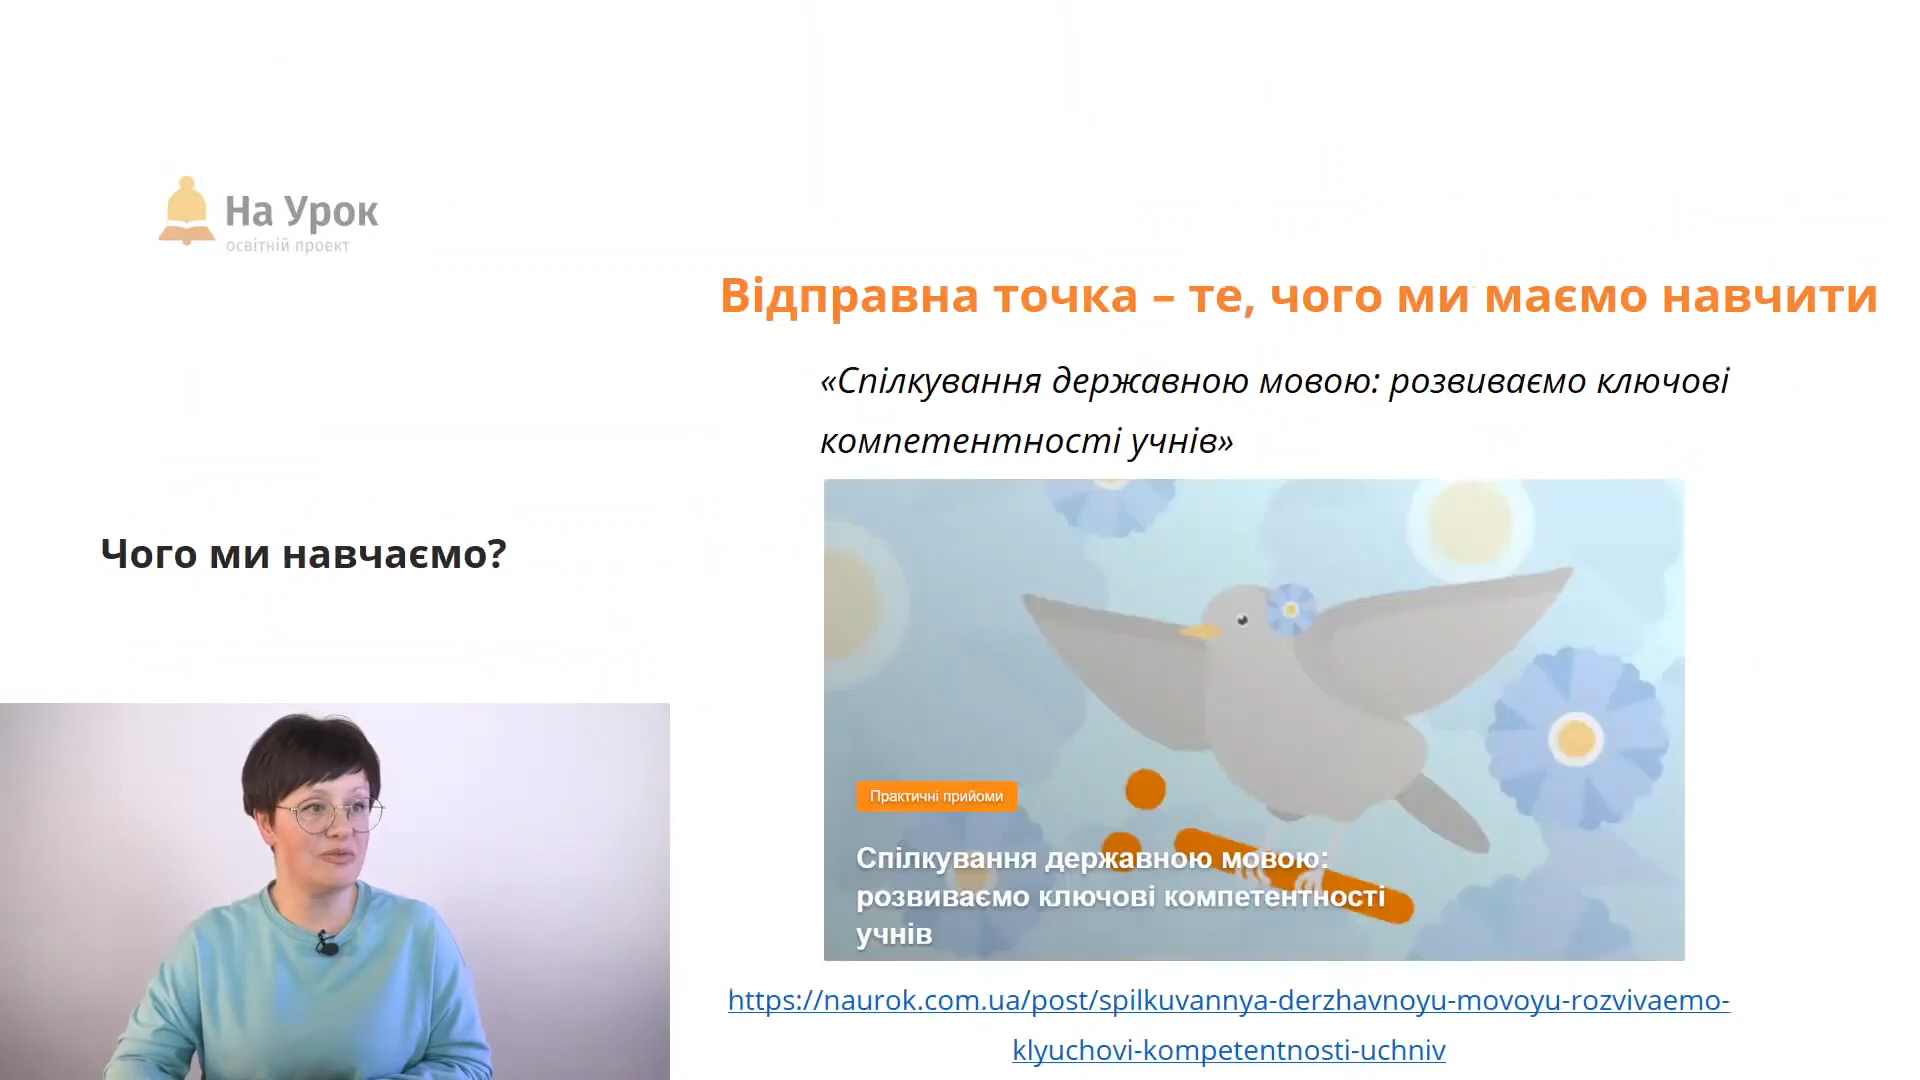 На Урок
освітній проект
Відправна точка – те, чого ми маємо навчити
«Спілкування державною мовою: розвиваємо ключові
компетентності учнів»
Чого ми навчаємо?
Практичні прийоми
Спілкування державною мовою:
розвиваємо ключові компетентності
учнів
https://naurok.com.ua/post/spilkuvannya-derzhavnoyu-movoyu-rozvivaemo-
klyuchovi-kompetentnosti-uchniv